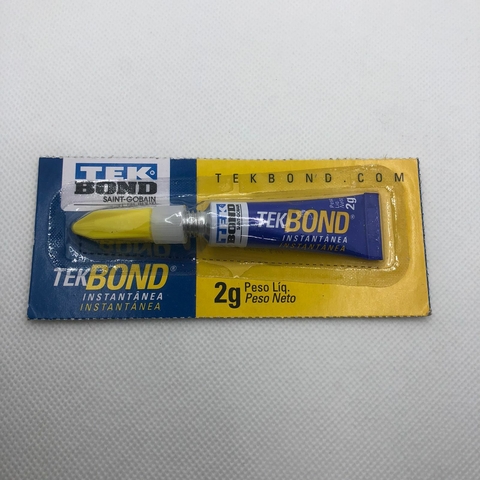 TEK
BOND
SAINT-GOBAIN
TEKBOND.COM
TEK BOND
TEKBOND®
INSTANTÂNEA
INSTANTÁNEA
2g
TEKBOND®
INSTANTÂNEA
INSTANTÁNEA
2g Peso Líq.
Peso Neto